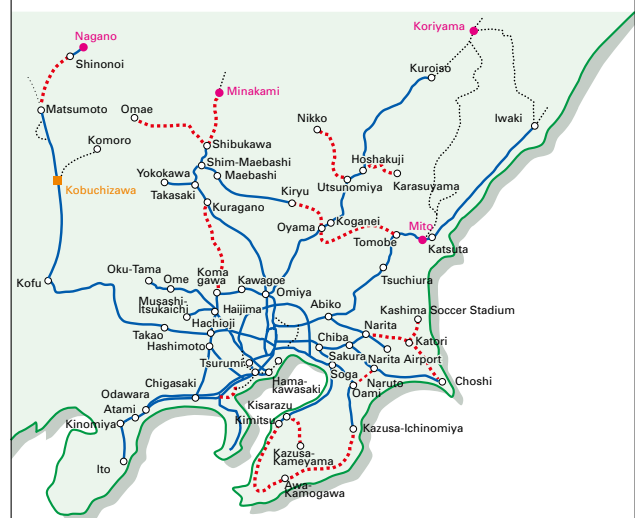 Nagano
Koriyama
Shinonoi
Kuroiso
Minakami
Matsumoto
Omae
Nikko
Iwaki
Komoro
Shibukawa
Hoshakuji
Shim-Maebashi
Yokokawa
Maebashi
Karasuyama
Utsunomiya
Kobuchizawa
Takasaki
Kiryu
Kuragano
Koganei
Oyama
Mito
Tomobe
Katsuta
Oku-Tama
Koma
gawa
Kawagoe
Tsuchiura
Kofu
Ome
Omiya
Musashi-
Itsukaichi
Haijima
Abiko
Kashima Soccer Stadium
Hachioji
Narita
Takao
Chiba
Katori
Hashimoto
Sakura
Narita Airport
Tsurumi
Soga
Choshi
Chigasaki
Hama-
kawasaki
Naruto
Oami
Odawara
Kisarazu
Atami
Kimitsu
Kinomiya
Kazusa-Ichinomiya
Kazusa-
Kameyama
Ito
Awa-
Kamogawa